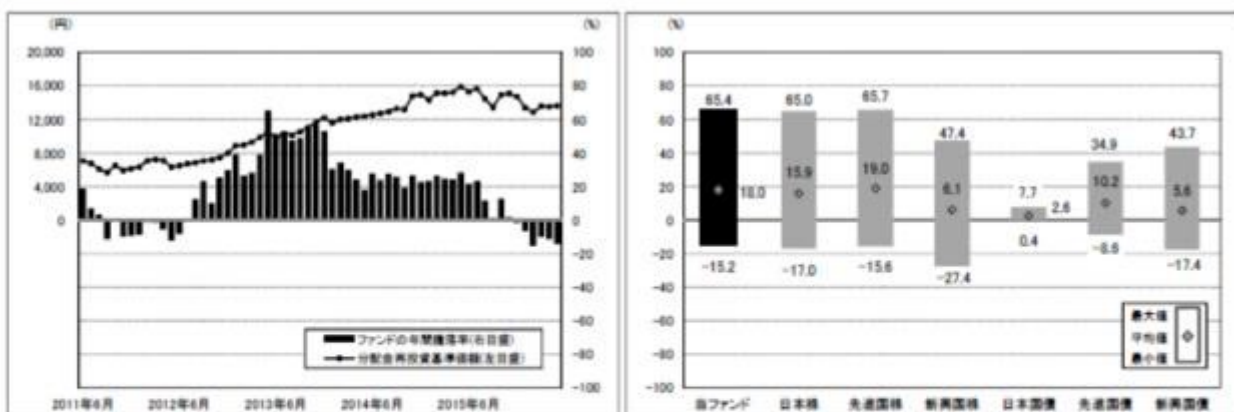 (円)
(%)
20,000
100
80
16,000
60
12,000
40
8,000
20
4,000
0
0
-20
-40
-60
-80
-100
ファンドの年間騰落率(右目盛)
分配金再投資基準価額(左目盛)
2011年6月
2012年6月
2013年6月
2014年6月
2015年6月
(%)
100
80
60
40
20
0
-20
-40
-60
-80
-100
65.4
65.0
65.7
47.4
7.7
34.9
43.7
18.0
15.9
19.0
6.1
2.6
10.2
5.6
-15.2
-17.0
-15.6
-27.4
0.4
-8.6
-17.4
最大値
平均値
最小値
当ファンド
日本株
先進国株
新興国株
日本国債
先進国債
新興国債